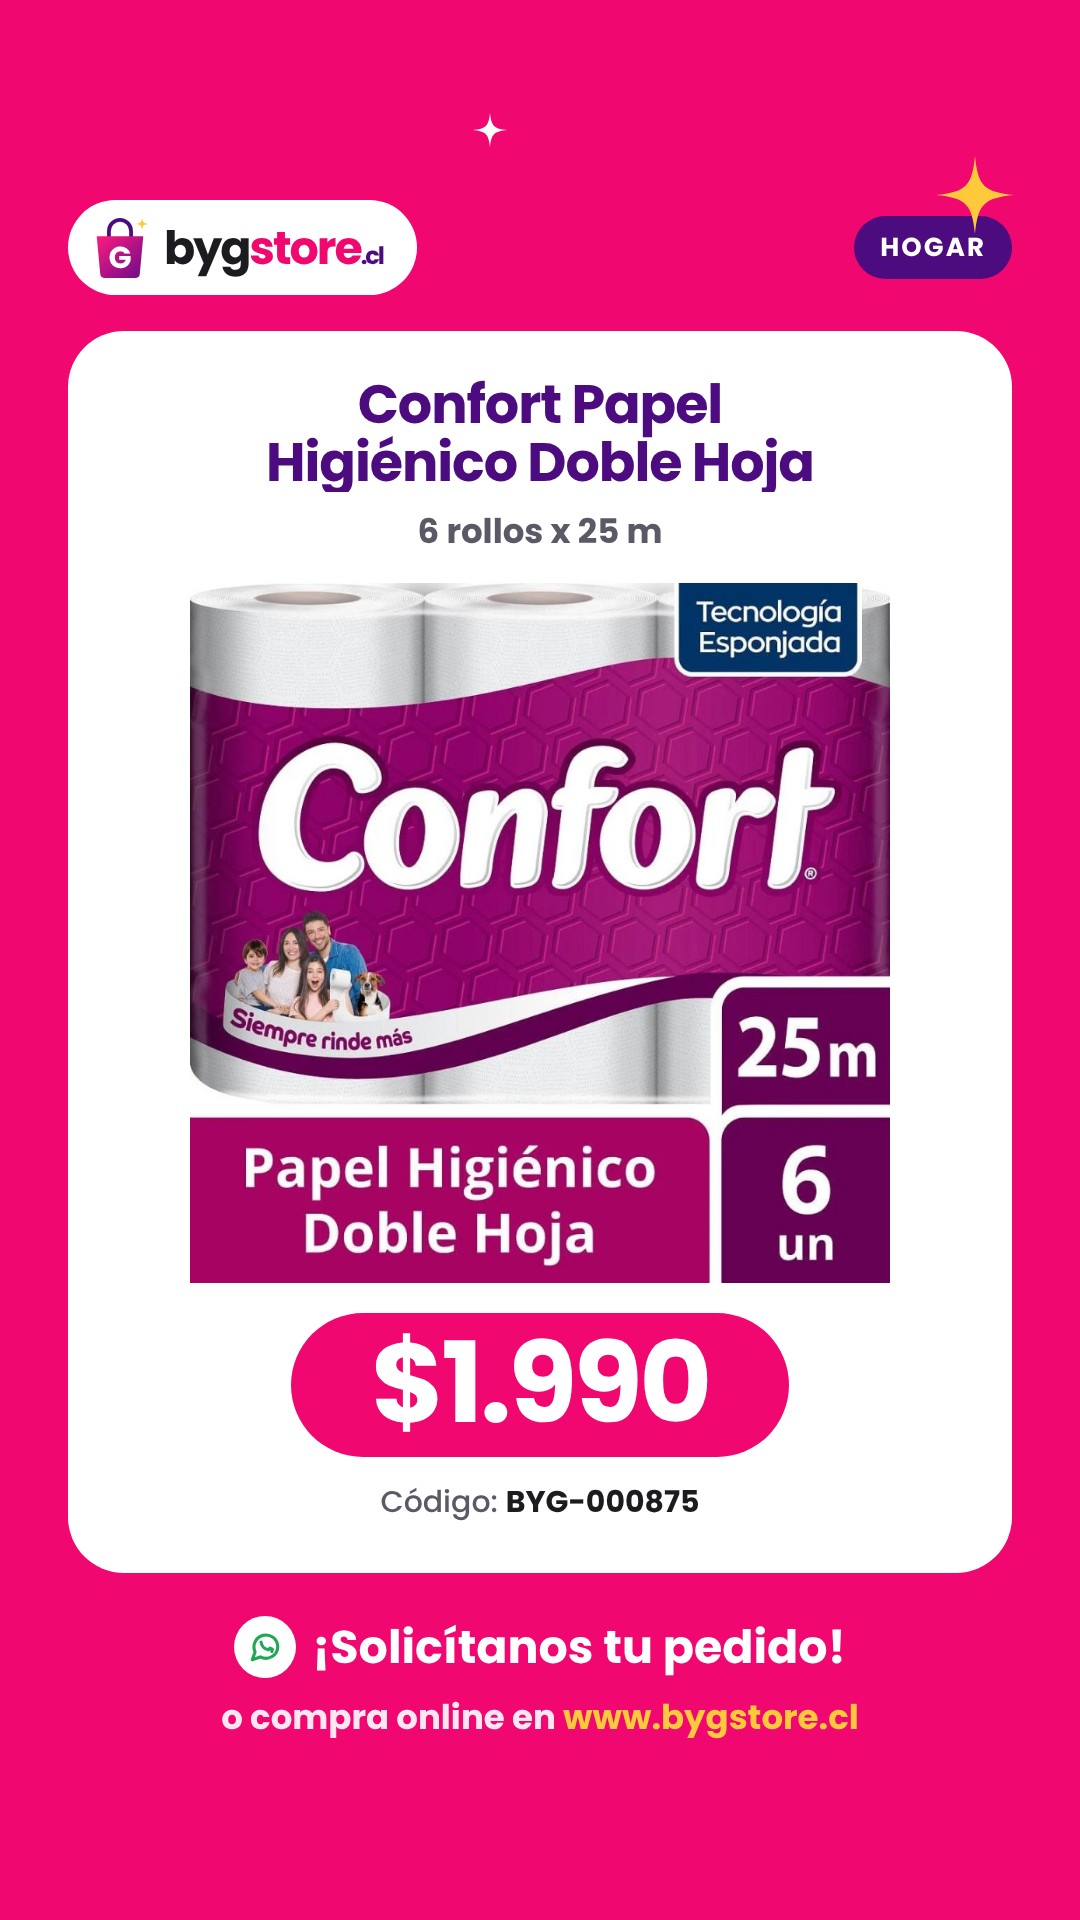 G bygstore.cl
HOGAR
Confort Papel
Higiénico Doble Hoja
6 rollos x 25 m
Tecnología
Esponjada
Confort®
Siempre rinde más
25m
Papel Higiénico
Doble Hoja
6
un
$1.990
Código: BYG-000875
¡Solicítanos tu pedido!
o compra online en www.bygstore.cl